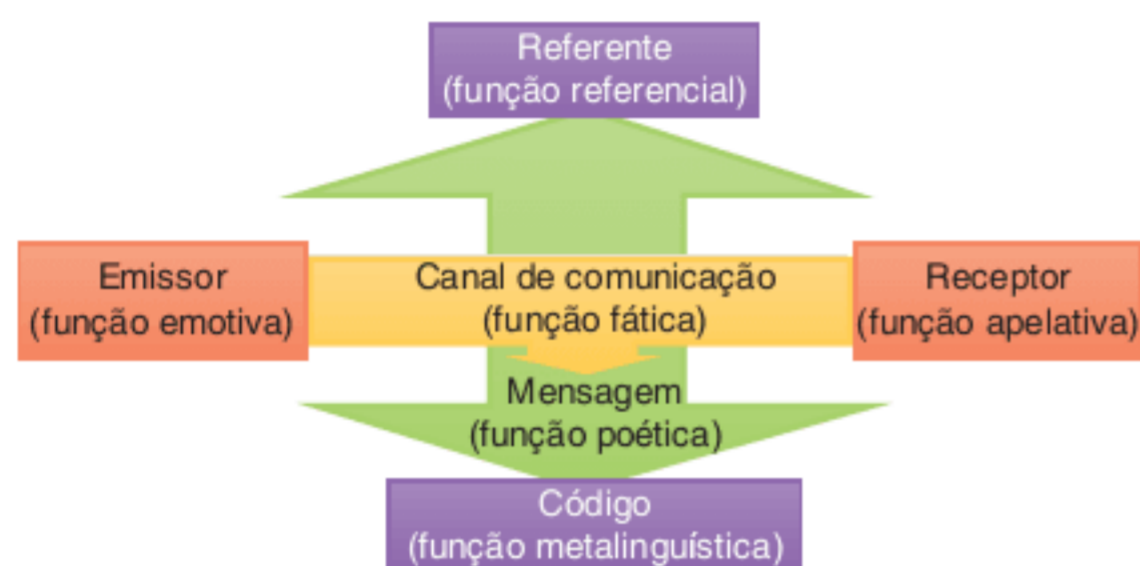 Referente
(função referencial)
Emissor
(função emotiva)
Canal de comunicação
(função fática)
Receptor
(função apelativa)
Mensagem
(função poética)
Código
(função metalinguística)